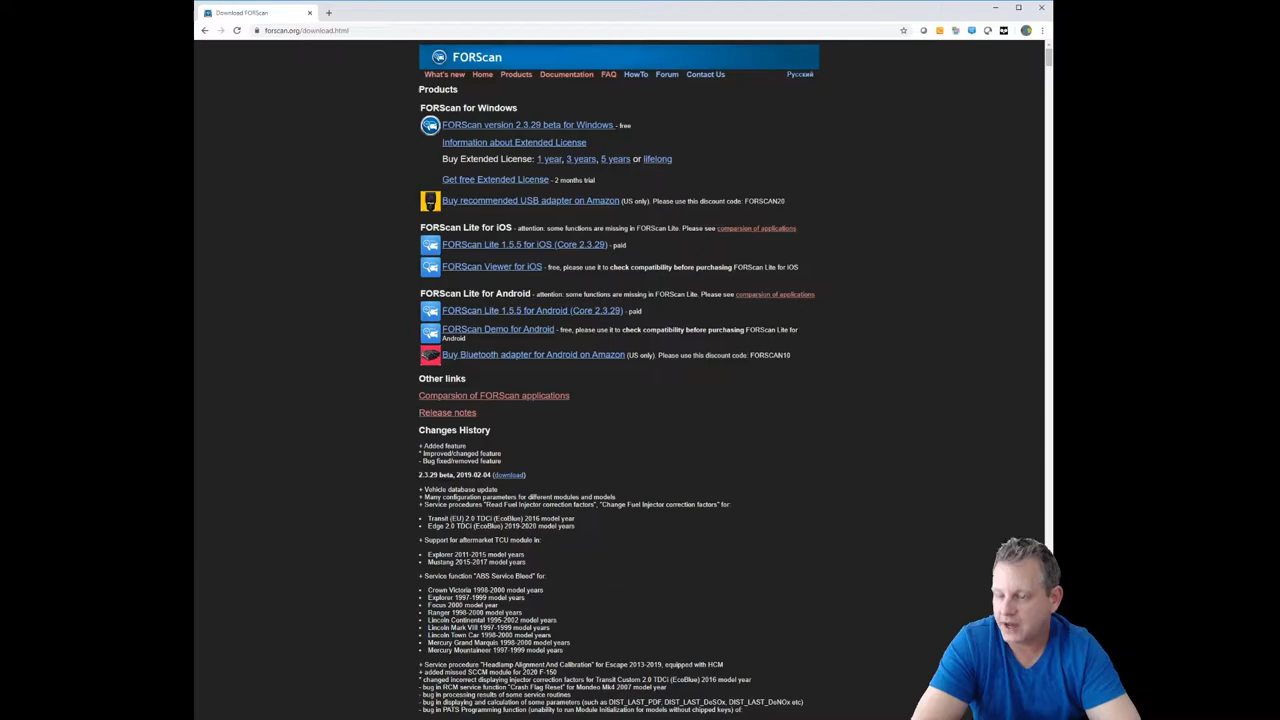 Download FORScan
forscan.org/download.html
FORScan
What's new Home Products Documentation FAQ HowTo Forum Contact Us Русский
Products
FORScan for Windows
FORScan version 2.3.29 beta for Windows - free
Information about Extended License
Buy Extended License: 1 year, 3 years, 5 years or lifelong
Get free Extended License - 2 months trial
Buy recommended USB adapter on Amazon (US only). Please use this discount code: FORSCAN20
FORScan Lite for iOS - attention: some functions are missing in FORScan Lite. Please see comparsion of applications
FORScan Lite 1.5.5 for iOS (Core 2.3.29) - paid
FORScan Viewer for iOS - free, please use it to check compatibility before purchasing FORScan Lite for iOS
FORScan Lite for Android - attention: some functions are missing in FORScan Lite. Please see comparsion of applications
FORScan Lite 1.5.5 for Android (Core 2.3.29) - paid
FORScan Demo for Android - free, please use it to check compatibility before purchasing FORScan Lite for
Android
Buy Bluetooth adapter for Android on Amazon (US only). Please use this discount code: FORSCAN10
Other links
Comparsion of FORScan applications
Release notes
Changes History
+ Added feature
* Improved/changed feature
- Bug fixed/removed feature
2.3.29 beta, 2019-02-04 (download)
+ Vehicle database update
+ Many configuration parameters for different modules and models
+ Service procedures "Read Fuel Injector correction factors", "Change Fuel Injector correction factors" for:
• Transit (EU) 2.0 TDCi (EcoBlue) 2016 model year
• Edge 2.0 TDCi (EcoBlue) 2019-2020 model years
+ Support for aftermarket TCU module in:
• Explorer 2011-2015 model years
• Mustang 2015-2017 model years
+ Service function "ABS Service Bleed" for:
• Crown Victoria 1998-2000 model years
• Explorer 1997-1999 model years
• Focus 2000 model year
• Ranger 1998-2000 model years
• Lincoln Continental 1995-2002 model years
• Lincoln Mark VIII 1997-1999 model years
• Lincoln Town Car 1998-2000 model years
• Mercury Grand Marquis 1998-2000 model years
• Mercury Mountaineer 1997-1999 model years
+ Service procedure "Headlamp Alignment And Calibration" for Escape 2013-2019, equipped with HCM
+ added missed SCCM module for 2020 F-150
* changed incorrect displaying injector correction factors for Transit Custom 2.0 TDCi (EcoBlue) 2016 model year
- bug in RCM service function "Crash Flag Reset" for Mondeo Mk4 2007 model year
- bug in processing results of some service routines
- bug in displaying and calculation of some parameters (such as DIST_LAST_PDF, DIST_LAST_DeSOx, DIST_LAST_DeNOx etc)
- bug in PATS Programming function (unability to run Module Initialization for models without chipped keys) of: